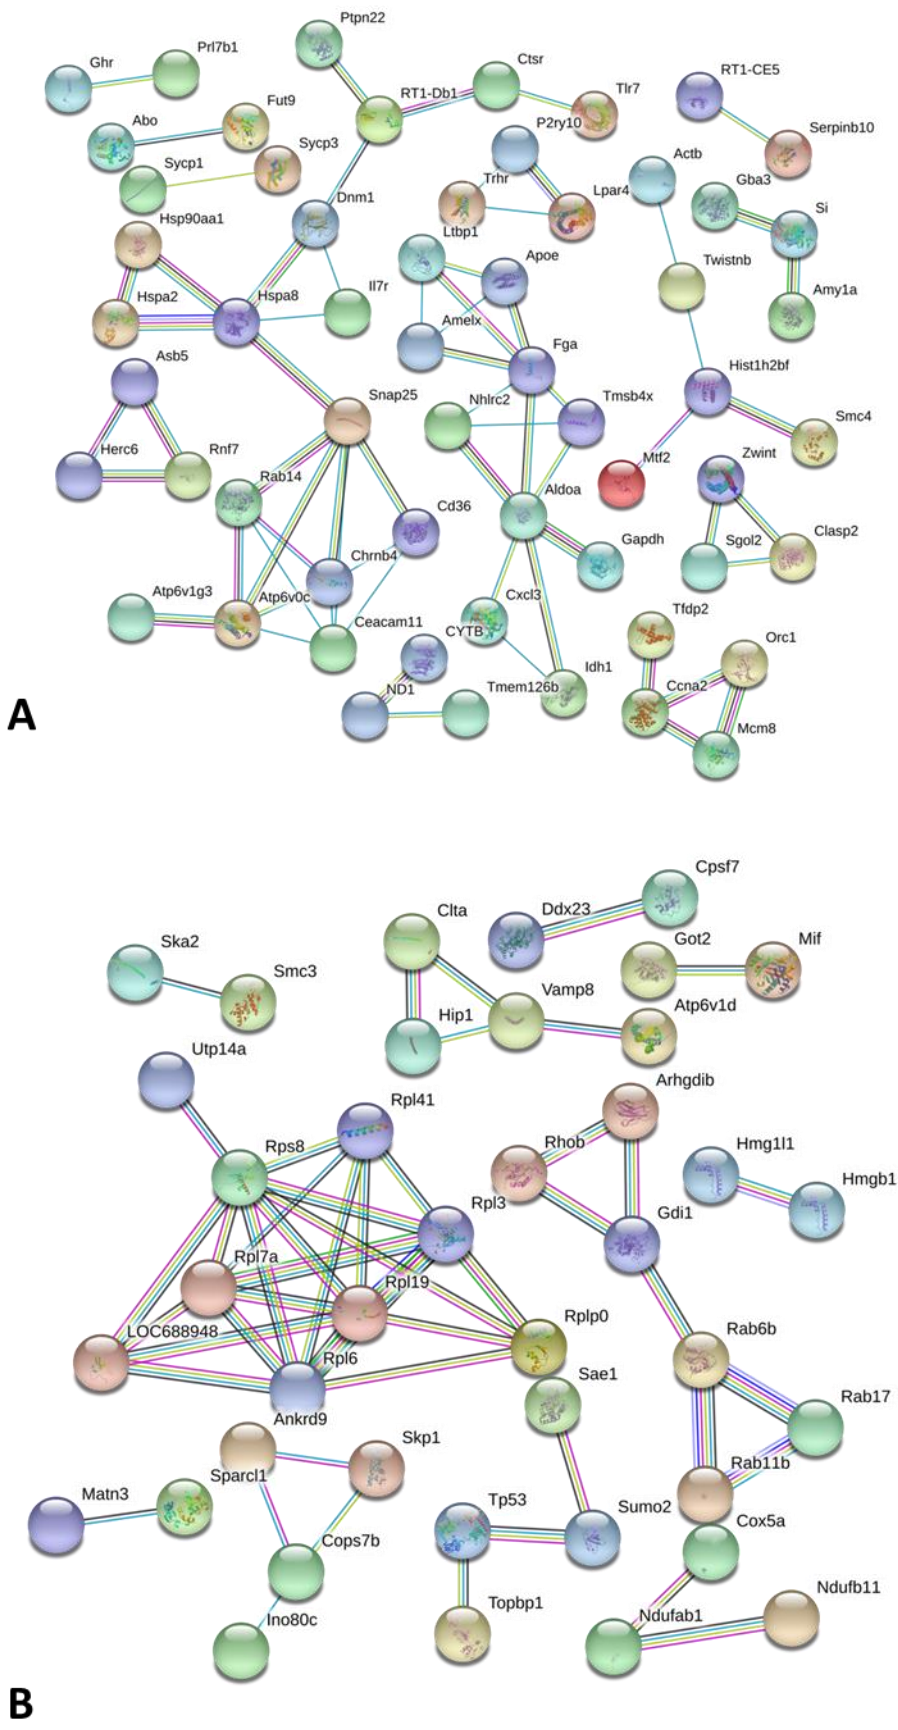 Ptpn22
Ghr
Prl7b1
RT1-Db1
Ctsr
Tlr7
RT1-CE5
Abo
Fut9
P2ry10
Serpinb10
Sycp1
Sycp3
Trhr
Lpar4
Actb
Gba3
Dnm1
Si
Hsp90aa1
Ltbp1
Apoe
Twistnb
Hspa2
Hspa8
Il7r
Amelx
Amy1a
Asb5
Fga
Hist1h2bf
Snap25
Nhlrc2
Tmsb4x
Smc4
Herc6
Rnf7
Rab14
Mtf2
Zwint
Cd36
Aldoa
Gapdh
Sgol2
Clasp2
Chrnb4
Atp6v1g3
Atp6v0c
Cxcl3
Ceacam11
CYTB
Tfdp2
Orc1
ND1
Tmem126b
Idh1
Ccna2
Mcm8
A
Cpsf7
Clta
Ddx23
Ska2
Got2
Mif
Smc3
Vamp8
Atp6v1d
Hip1
Utp14a
Arhgdib
Rpl41
Rps8
Rhob
Hmg1l1
Hmgb1
Rpl3
Gdi1
Rpl7a
Rpl19
LOC688948
Rplp0
Rab6b
Rpl6
Sae1
Rab17
Ankrd9
Skp1
Rab11b
Matn3
Sparcl1
Tp53
Sumo2
Cox5a
Cops7b
Ndufb11
Ino80c
Topbp1
Ndufab1
B